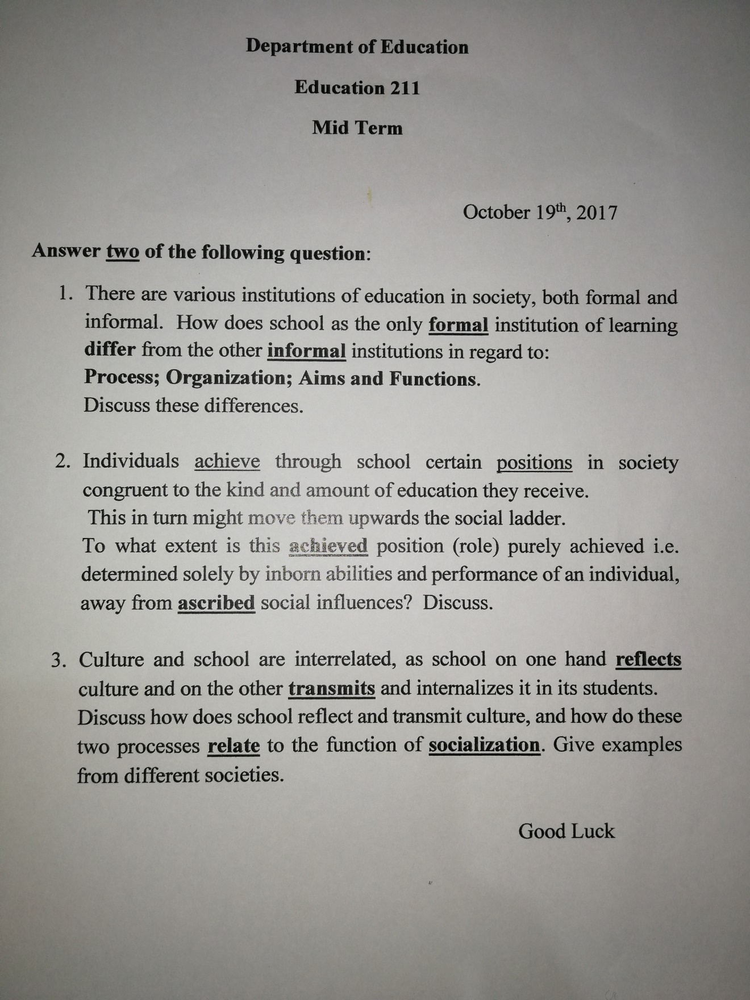 Department of Education
Education 211
Mid Term
October 19th, 2017
Answer two of the following question:
1. There are various institutions of education in society, both formal and
informal. How does school as the only formal institution of learning
differ from the other informal institutions in regard to:
Process; Organization; Aims and Functions.
Discuss these differences.
2. Individuals achieve through school certain positions in society
congruent to the kind and amount of education they receive.
This in turn might move them upwards the social ladder.
To what extent is this achieved position (role) purely achieved i.e.
determined solely by inborn abilities and performance of an individual,
away from ascribed social influences? Discuss.
3. Culture and school are interrelated, as school on one hand reflects
culture and on the other transmits and internalizes it in its students.
Discuss how does school reflect and transmit culture, and how do these
two processes relate to the function of socialization. Give examples
from different societies.
Good Luck